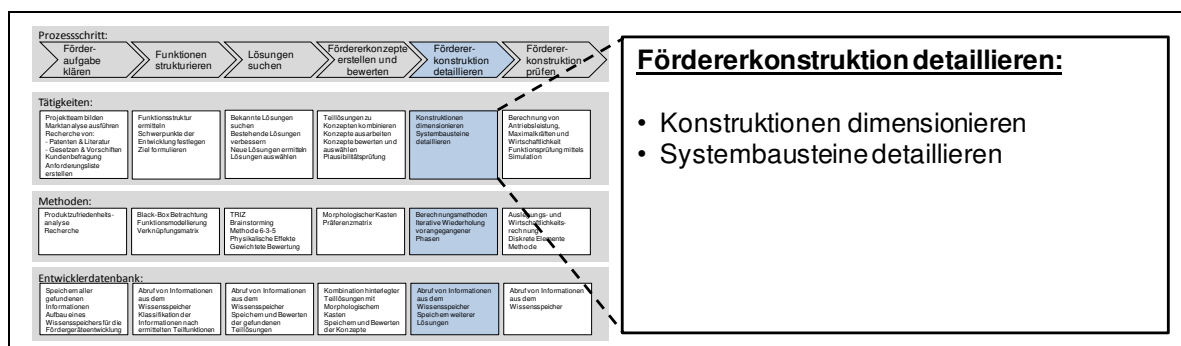 Prozessschritt:
Förder-
aufgabe
klären
Funktionen
strukturieren
Lösungen
suchen
Fördererkonzepte
erstellen und
bewerten
Förderer-
konstruktion
detaillieren
Förderer-
konstruktion
prüfen
Tätigkeiten:
Projektteam bilden
Marktanalyse ausführen
Recherche von:
- Patenten & Literatur
- Gesetzen & Vorschiften
Kundenbefragung
Anforderungsliste
erstellen
Funktionsstruktur
ermitteln
Schwerpunkte der
Entwicklung festlegen
Ziel formulieren
Bekannte Lösungen
suchen
Bestehende Lösungen
verbessern
Neue Lösungen ermitteln
Lösungen auswählen
Teillösungen zu
Konzepten kombinieren
Konzepte ausarbeiten
Konzepte bewerten und
auswählen
Plausibilitätsprüfung
Konstruktionen
dimensionieren
Systembausteine
detaillieren
Berechnung von
Antriebsleistung,
Maximalkräften und
Wirtschaftlichkeit
Funktionsprüfung mittels
Simulation
Methoden:
Produktzufriedenheits-
analyse
Recherche
Black-Box Betrachtung
Funktionsmodellierung
Verknüpfungsmatrix
TRIZ
Brainstorming
Methode 6-3-5
Physikalische Effekte
Gewichtete Bewertung
Morphologischer Kasten
Präferenzmatrix
Berechnungsmethoden
Iterative Wiederholung
vorangegangener
Phasen
Auslegungs- und
Wirtschaftlichkeits-
rechnung
Diskrete Elemente
Methode
Entwicklerdatenbank:
Speichern aller
gefundenen
Informationen
Aufbau eines
Wissensspeichers für die
Fördergeräteentwicklung
Abruf von Informationen
aus dem
Wissensspeicher
Klassifikation der
Informationen nach
ermittelten Teilfunktionen
Abruf von Informationen
aus dem
Wissensspeicher
Speichern und Bewerten
der gefundenen
Teillösungen
Kombination hinterlegter
Teillösungen mit
Morphologischem
Kasten
Speichern und Bewerten
der Konzepte
Abruf von Informationen
aus dem
Wissensspeicher
Speichern weiterer
Lösungen
Abruf von Informationen
aus dem
Wissensspeicher
Fördererkonstruktion detaillieren:
• Konstruktionen dimensionieren
• Systembausteine detaillieren